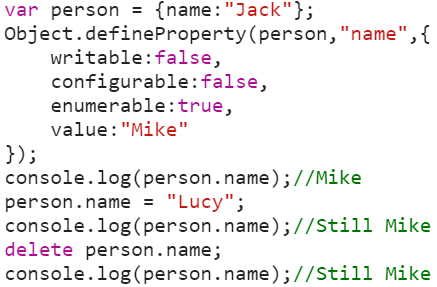 var person = {name:"Jack"};
Object.defineProperty(person,"name",{
    writable:false,
    configurable:false,
    enumerable:true,
    value:"Mike"
});
console.log(person.name);//Mike
person.name = "Lucy";
console.log(person.name);//Still Mike
delete person.name;
console.log(person.name);//Still Mike